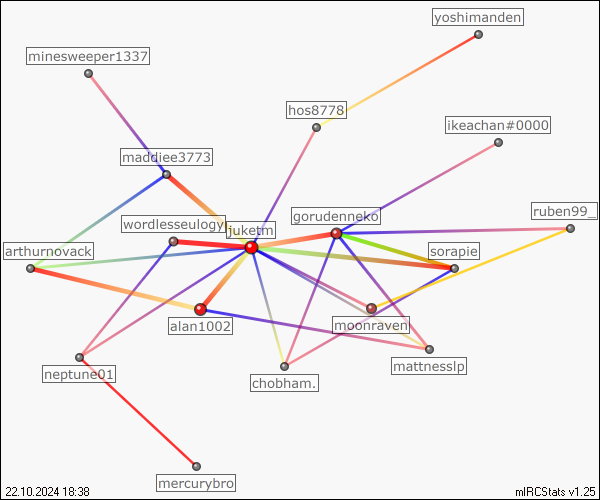 yoshimanden
minesweeper1337
hos8778
ikeachan#0000
maddiee3773
ruben99_
gorudenneko
wordlesseulogy
juketm
arthurnovack
sorapie
alan1002
moonraven
mattnesslp
neptune01
chobham.
mercurybro
22.10.2024 18:38
mIRCStats v1.25